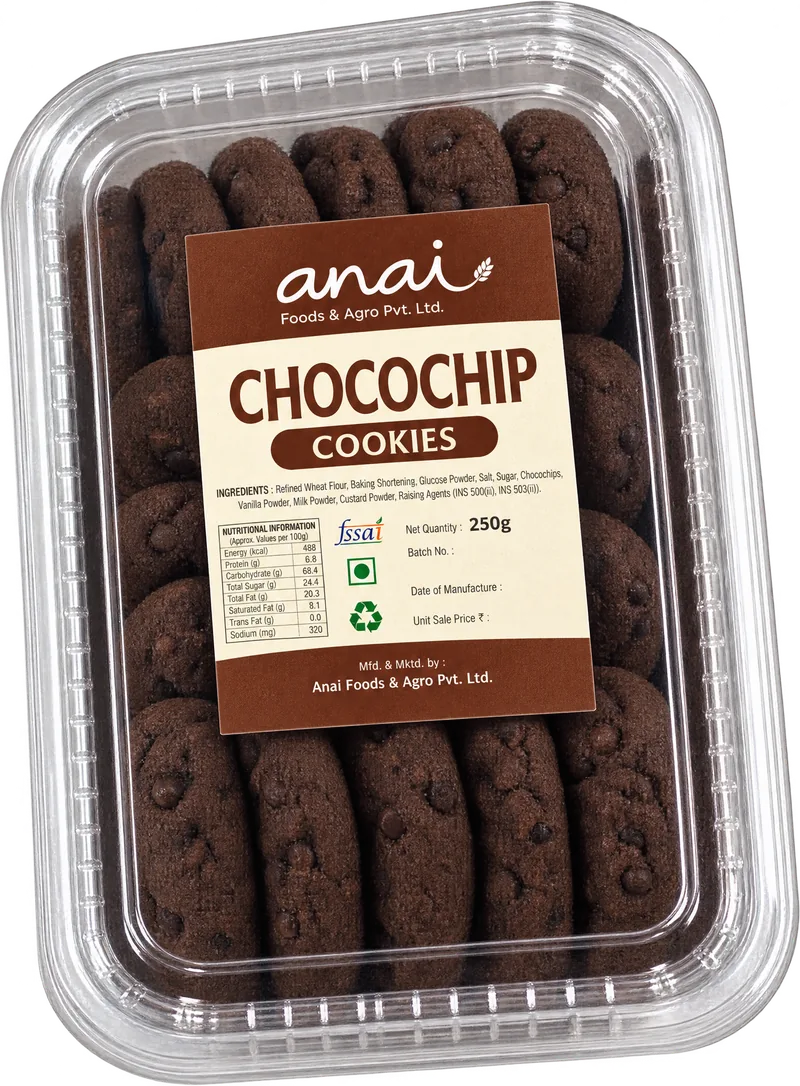 anai
Foods & Agro Pvt. Ltd.
CHOCOCHIP
COOKIES
INGREDIENTS : Refined Wheat Flour, Baking Shortening, Glucose Powder, Salt, Sugar, Chocochips,
Vanilla Powder, Milk Powder, Custard Powder, Raising Agents (INS 500(ii), INS 503(ii)).
NUTRITIONAL INFORMATION
(Approx. Values per 100g)
Energy (kcal) 488
Protein (g) 6.8
Carbohydrate (g) 68.4
Total Sugar (g) 24.4
Total Fat (g) 20.3
Saturated Fat (g) 8.1
Trans Fat (g) 0.0
Sodium (mg) 320
fssai
Net Quantity : 250g
Batch No. :
Date of Manufacture :
Unit Sale Price ₹ :
Mfd. & Mktd. by :
Anai Foods & Agro Pvt. Ltd.